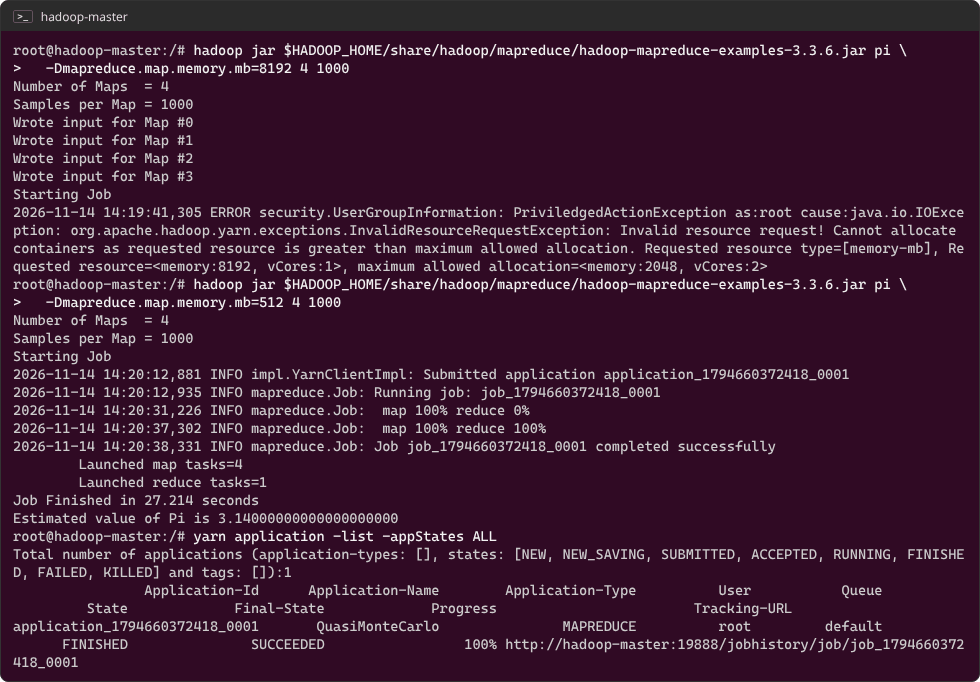 hadoop-master
root@hadoop-master:/# hadoop jar $HADOOP_HOME/share/hadoop/mapreduce/hadoop-mapreduce-examples-3.3.6.jar pi \
>   -Dmapreduce.map.memory.mb=8192 4 1000
Number of Maps  = 4
Samples per Map = 1000
Wrote input for Map #0
Wrote input for Map #1
Wrote input for Map #2
Wrote input for Map #3
Starting Job
2026-11-14 14:19:41,305 ERROR security.UserGroupInformation: PriviledgedActionException as:root cause:java.io.IOExce
ption: org.apache.hadoop.yarn.exceptions.InvalidResourceRequestException: Invalid resource request! Cannot allocate
containers as requested resource is greater than maximum allowed allocation. Requested resource type=[memory-mb], Re
quested resource=<memory:8192, vCores:1>, maximum allowed allocation=<memory:2048, vCores:2>
root@hadoop-master:/# hadoop jar $HADOOP_HOME/share/hadoop/mapreduce/hadoop-mapreduce-examples-3.3.6.jar pi \
>   -Dmapreduce.map.memory.mb=512 4 1000
Number of Maps  = 4
Samples per Map = 1000
Starting Job
2026-11-14 14:20:12,881 INFO impl.YarnClientImpl: Submitted application application_1794660372418_0001
2026-11-14 14:20:12,935 INFO mapreduce.Job: Running job: job_1794660372418_0001
2026-11-14 14:20:31,226 INFO mapreduce.Job:  map 100% reduce 0%
2026-11-14 14:20:37,302 INFO mapreduce.Job:  map 100% reduce 100%
2026-11-14 14:20:38,331 INFO mapreduce.Job: Job job_1794660372418_0001 completed successfully
        Launched map tasks=4
        Launched reduce tasks=1
Job Finished in 27.214 seconds
Estimated value of Pi is 3.14000000000000000000
root@hadoop-master:/# yarn application -list -appStates ALL
Total number of applications (application-types: [], states: [NEW, NEW_SAVING, SUBMITTED, ACCEPTED, RUNNING, FINISHE
D, FAILED, KILLED] and tags: []):1
                Application-Id      Application-Name        Application-Type          User           Queue
         State             Final-State             Progress                        Tracking-URL
application_1794660372418_0001       QuasiMonteCarlo               MAPREDUCE          root         default
      FINISHED               SUCCEEDED                 100% http://hadoop-master:19888/jobhistory/job/job_1794660372
418_0001